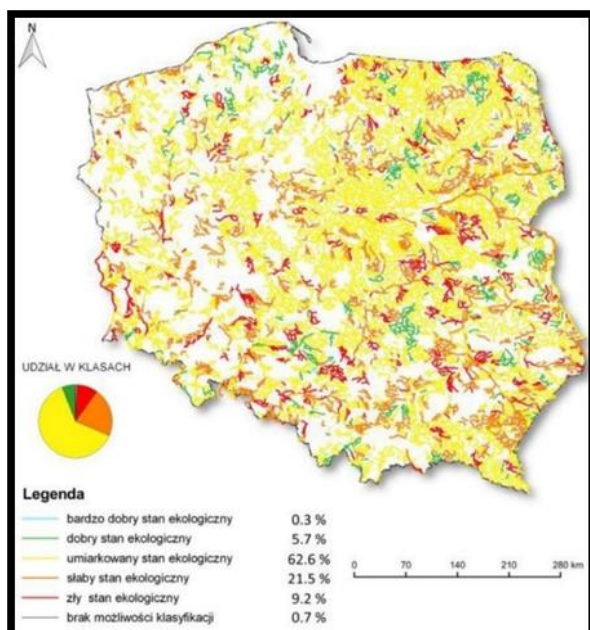 N
UDZIAŁ W KLASACH
Legenda
bardzo dobry stan ekologiczny 0.3 %
dobry stan ekologiczny 5.7 %
umiarkowany stan ekologiczny 62.6 %
słaby stan ekologiczny 21.5 %
zły stan ekologiczny 9.2 %
brak możliwości klasyfikacji 0.7 %
0 70 140 210 280 km